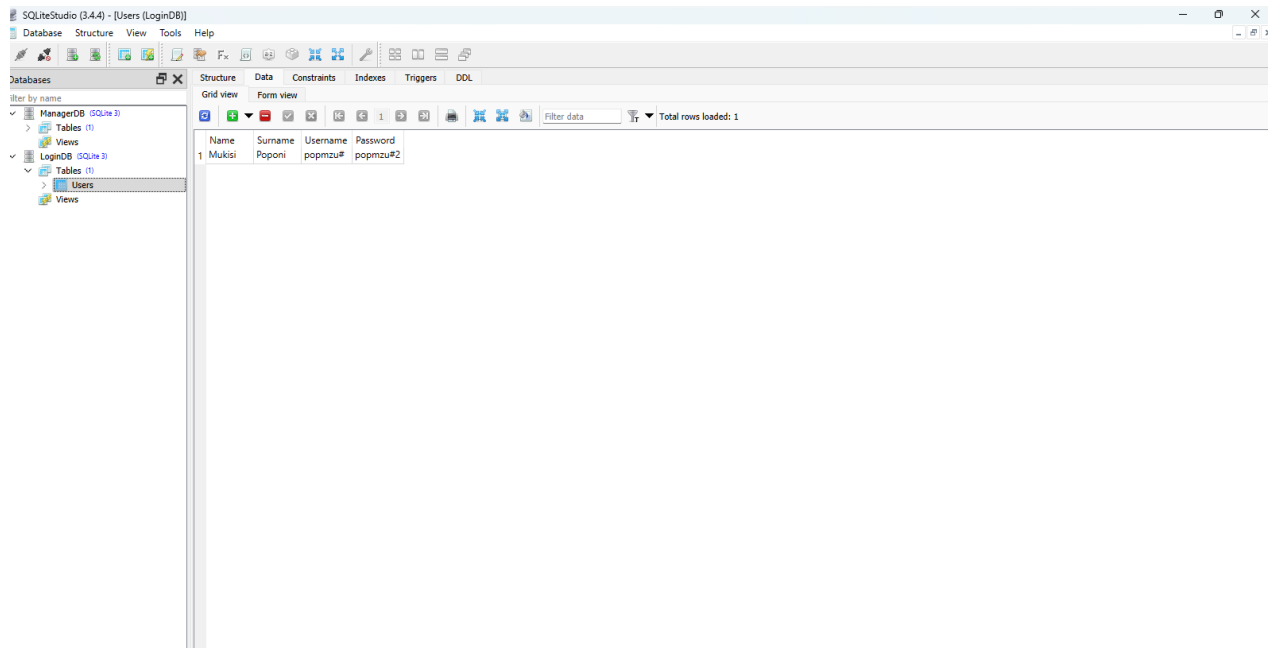 SQLiteStudio (3.4.4) - [Users (LoginDB)]
Database Structure View Tools Help
Databases
Structure Data Constraints Indexes Triggers DDL
filter by name
Grid view Form view
ManagerDB (SQLite 3)
Tables (1)
Views
LoginDB (SQLite 3)
Tables (1)
Users
Views
1 Filter data Total rows loaded: 1
Name Surname Username Password
1 Mukisi Poponi popmzu# popmzu#2